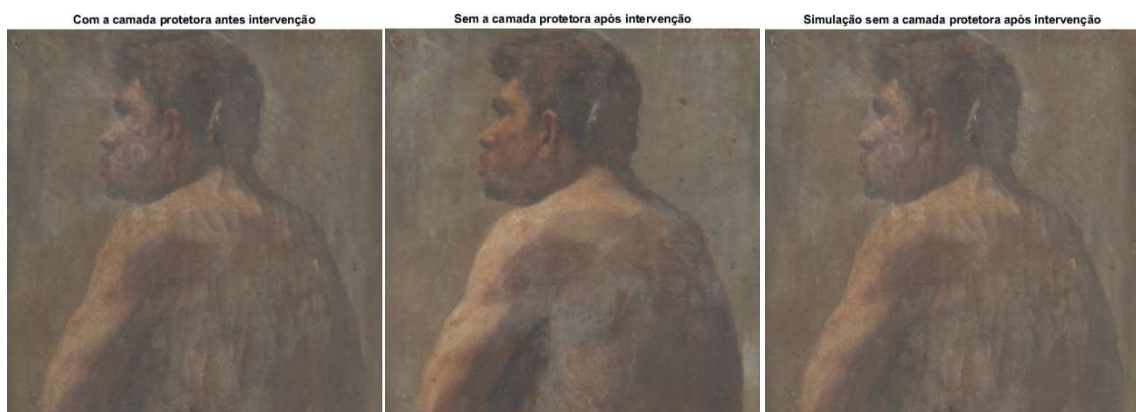 Com a camada protetora antes intervenção
Sem a camada protetora após intervenção
Simulação sem a camada protetora após intervenção